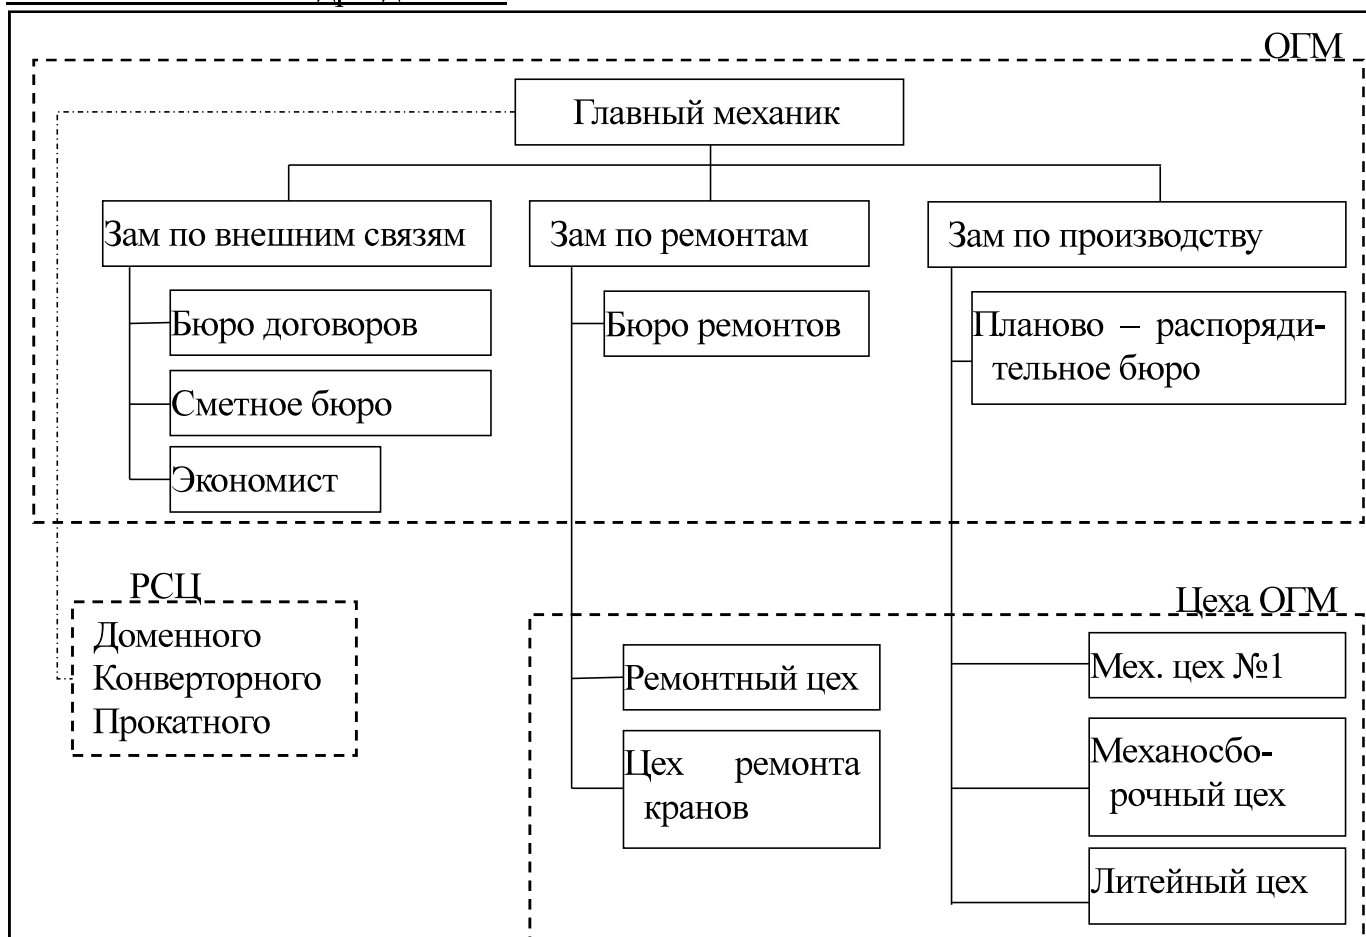 ОГМ
Главный механик
Зам по внешним связям
Зам по ремонтам
Зам по производству
Бюро договоров
Бюро ремонтов
Планово – распоряди-
тельное бюро
Сметное бюро
Экономист
РСЦ
Доменного
Конверторного
Прокатного
Цеха ОГМ
Ремонтный цех
Цех ремонта
кранов
Мех. цех №1
Механосбо-
рочный цех
Литейный цех